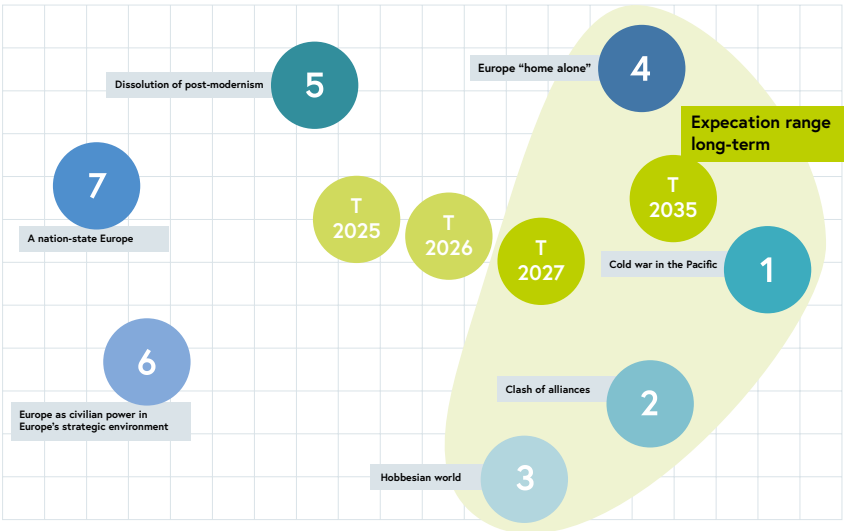 5
Dissolution of post-modernism
4
Europe “home alone”
Expecation range
long-term
7
A nation-state Europe
T
2025
T
2026
T
2027
T
2035
Cold war in the Pacific
1
6
Europe as civilian power in
Europe’s strategic environment
Clash of alliances
2
Hobbesian world
3